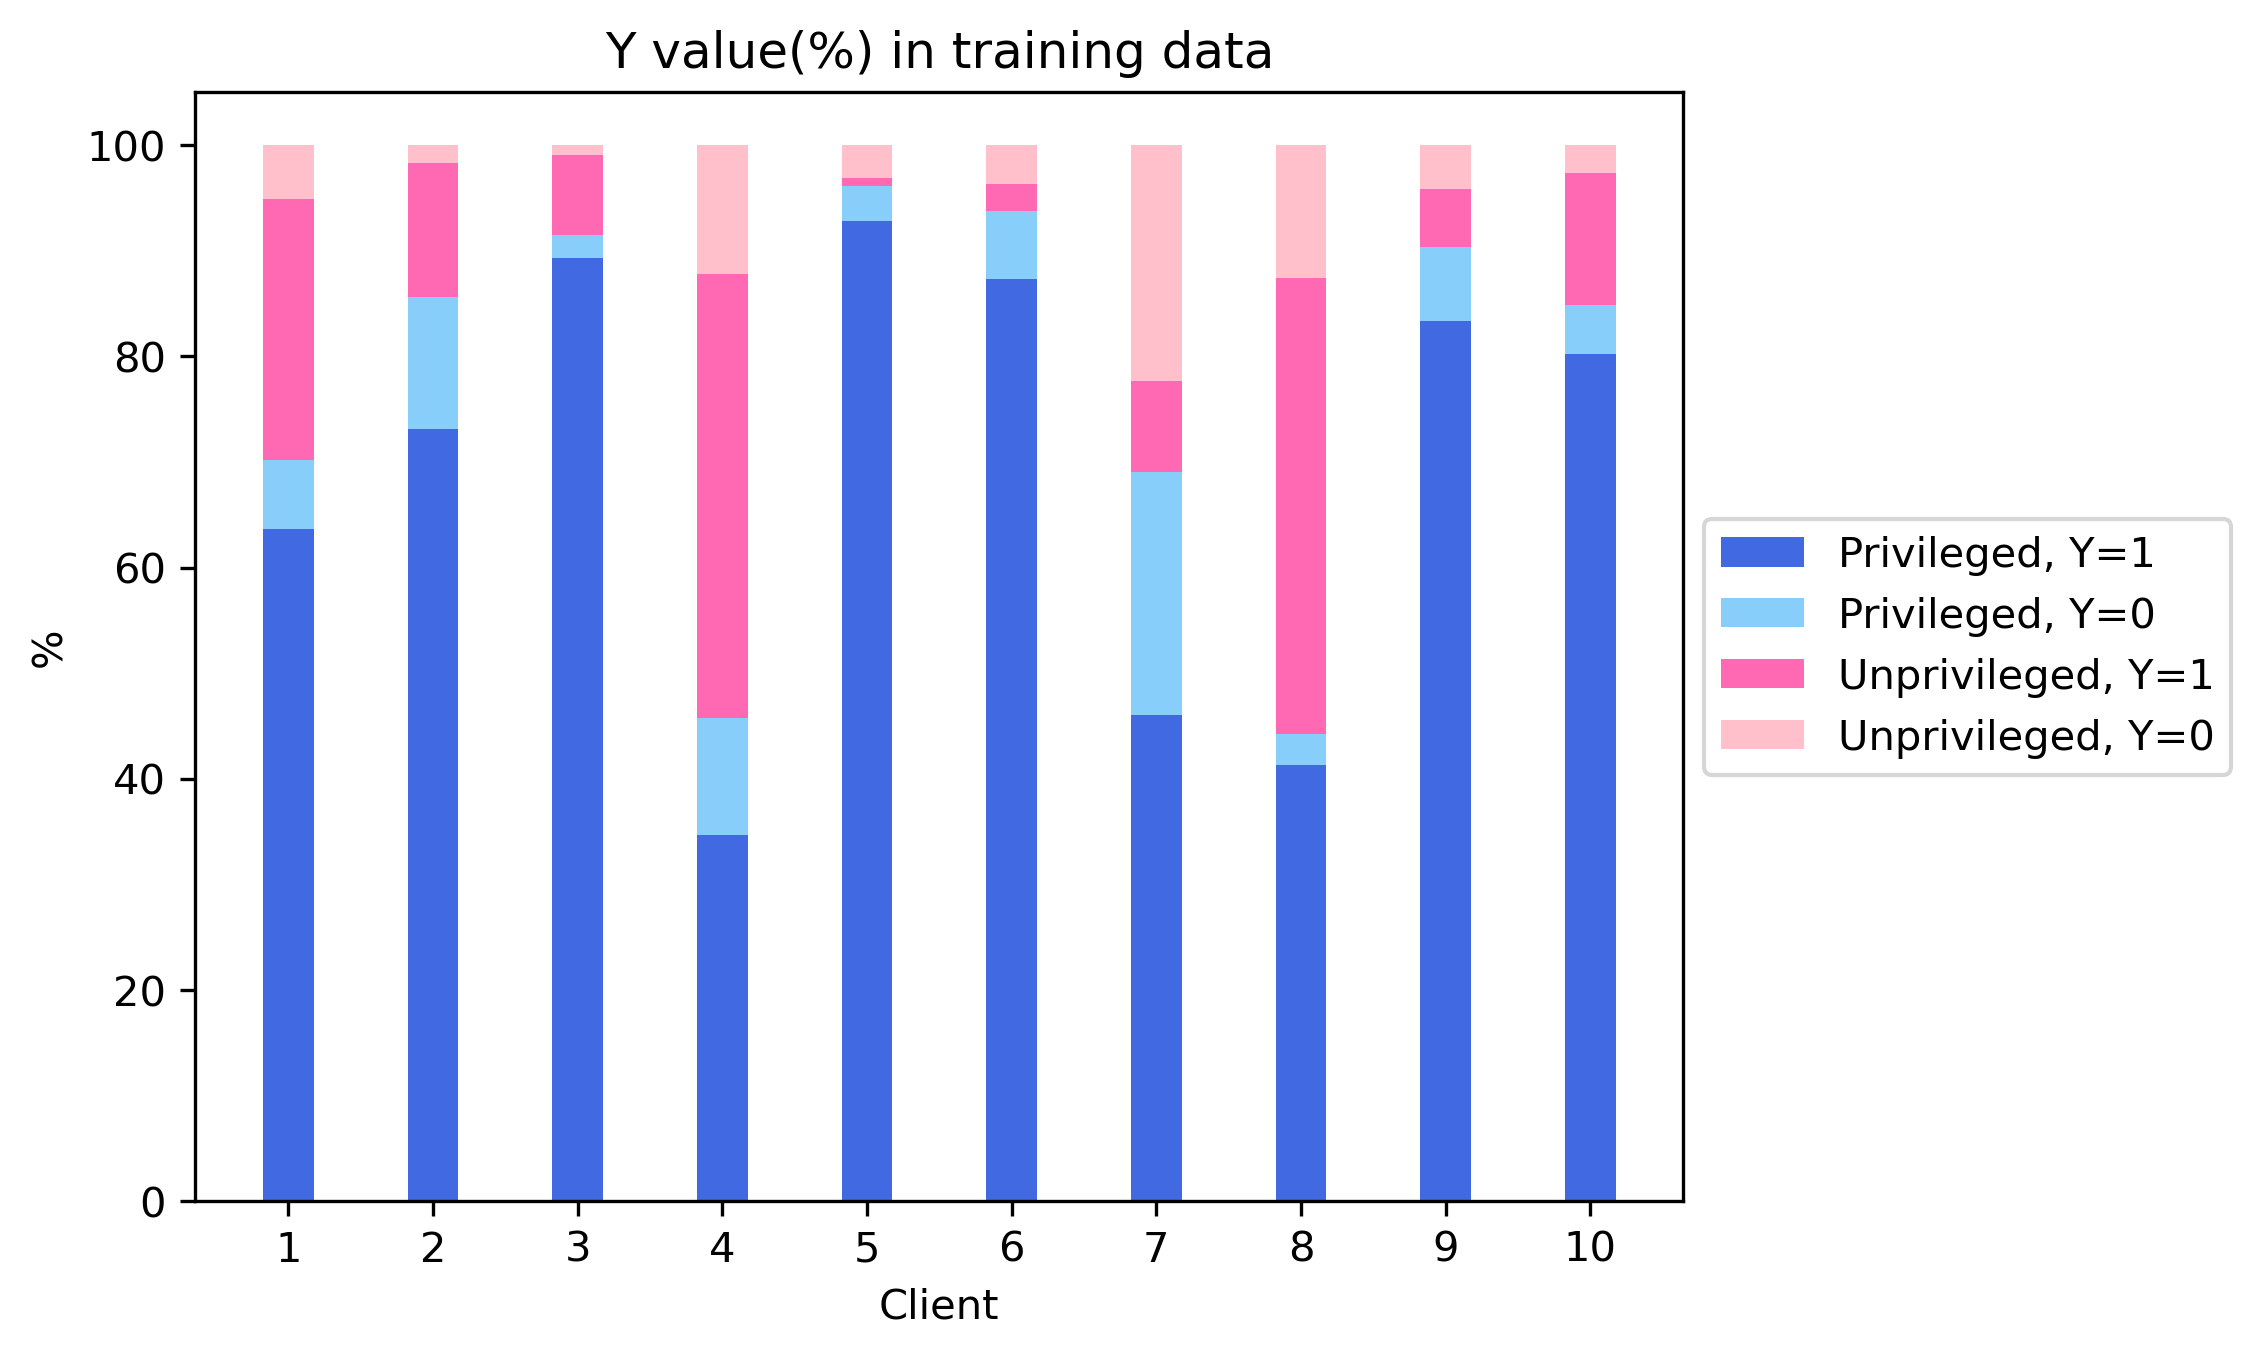 Y value(%) in training data
100
80
60
40
20
0
%
1 2 3 4 5 6 7 8 9 10
Client
Privileged, Y=1
Privileged, Y=0
Unprivileged, Y=1
Unprivileged, Y=0